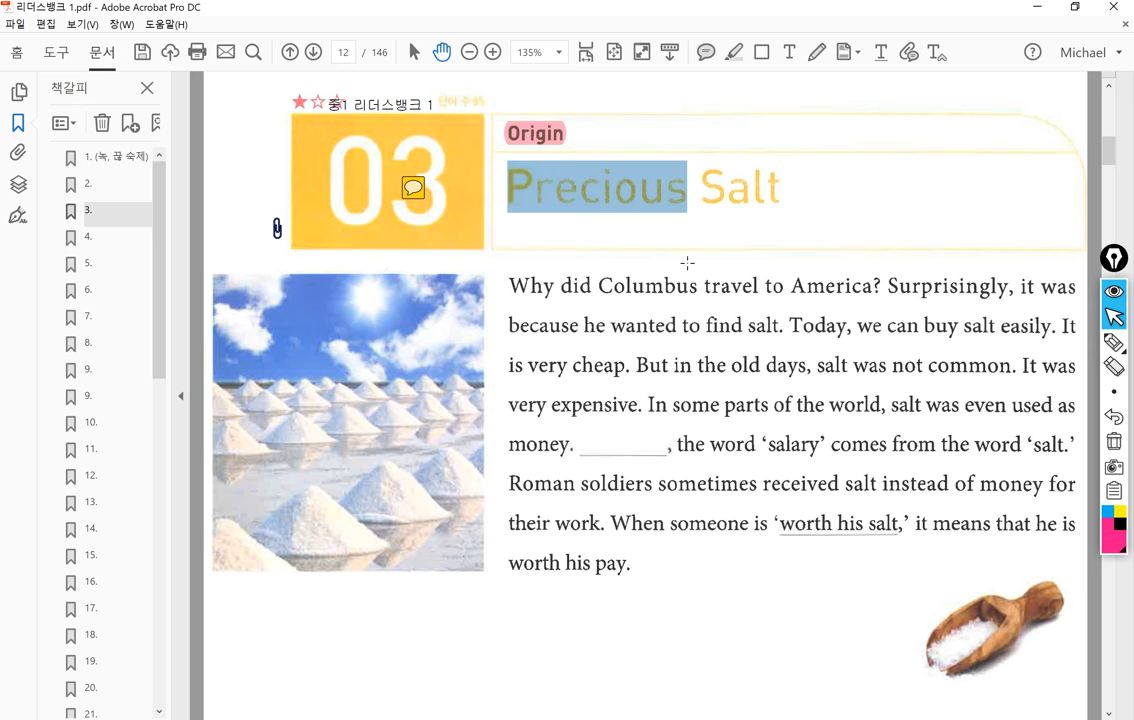 리더스뱅크 1.pdf - Adobe Acrobat Pro DC
파일 편집 보기(V) 창(W) 도움말(H)
홈 도구 문서 12 / 146 135% Michael
책갈피
1. (녹, 끊 숙제)
2.
3.
4.
5.
6.
7.
8.
9.
9.
10.
11.
12.
13.
14.
15.
16.
17.
18.
19.
20.
21.
중1 리더스뱅크 1
03
Origin
Precious Salt
Why did Columbus travel to America? Surprisingly, it was
because he wanted to find salt. Today, we can buy salt easily. It
is very cheap. But in the old days, salt was not common. It was
very expensive. In some parts of the world, salt was even used as
money. ________, the word ‘salary’ comes from the word ‘salt.’
Roman soldiers sometimes received salt instead of money for
their work. When someone is ‘worth his salt,’ it means that he is
worth his pay.